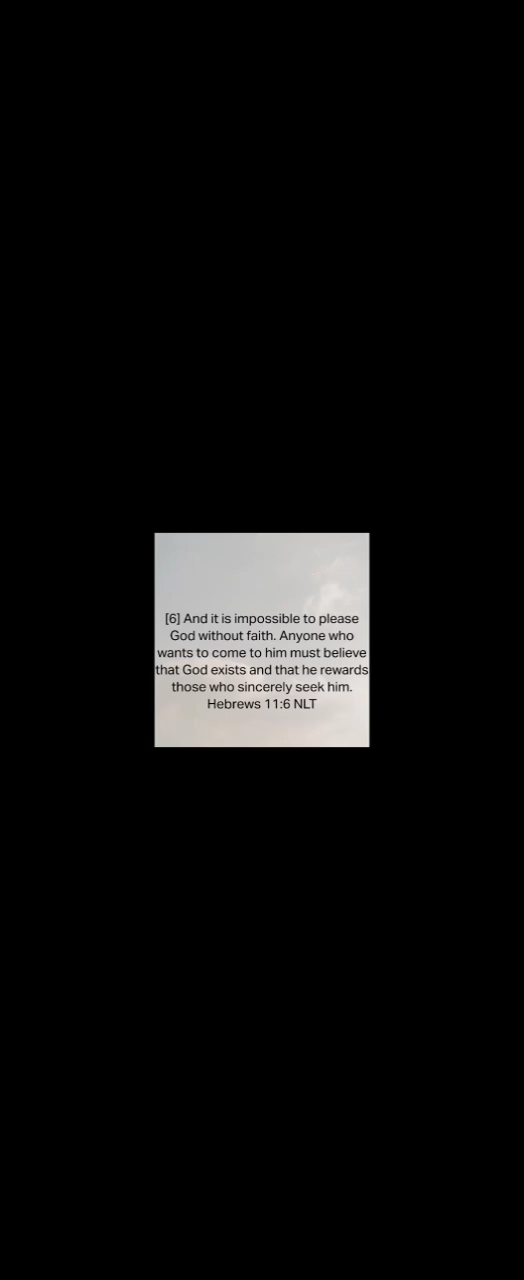 [6] And it is impossible to please
God without faith. Anyone who
wants to come to him must believe
that God exists and that he rewards
those who sincerely seek him.
Hebrews 11:6 NLT